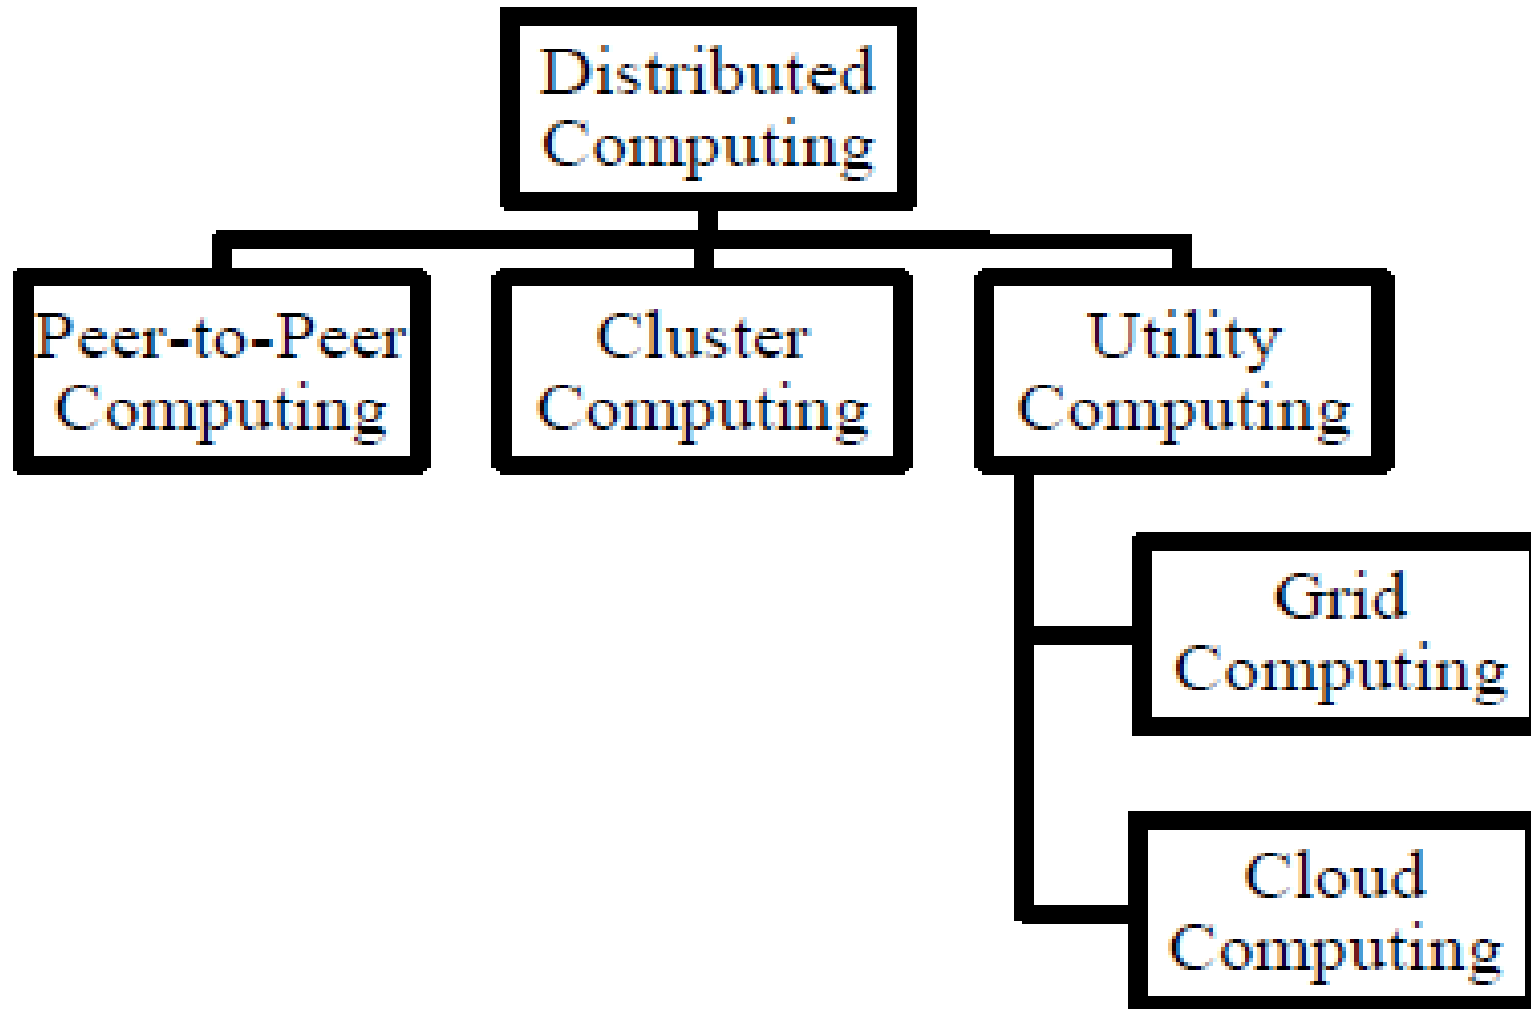 Distributed
Computing
Peer-to-Peer
Computing
Cluster
Computing
Utility
Computing
Grid
Computing
Cloud
Computing